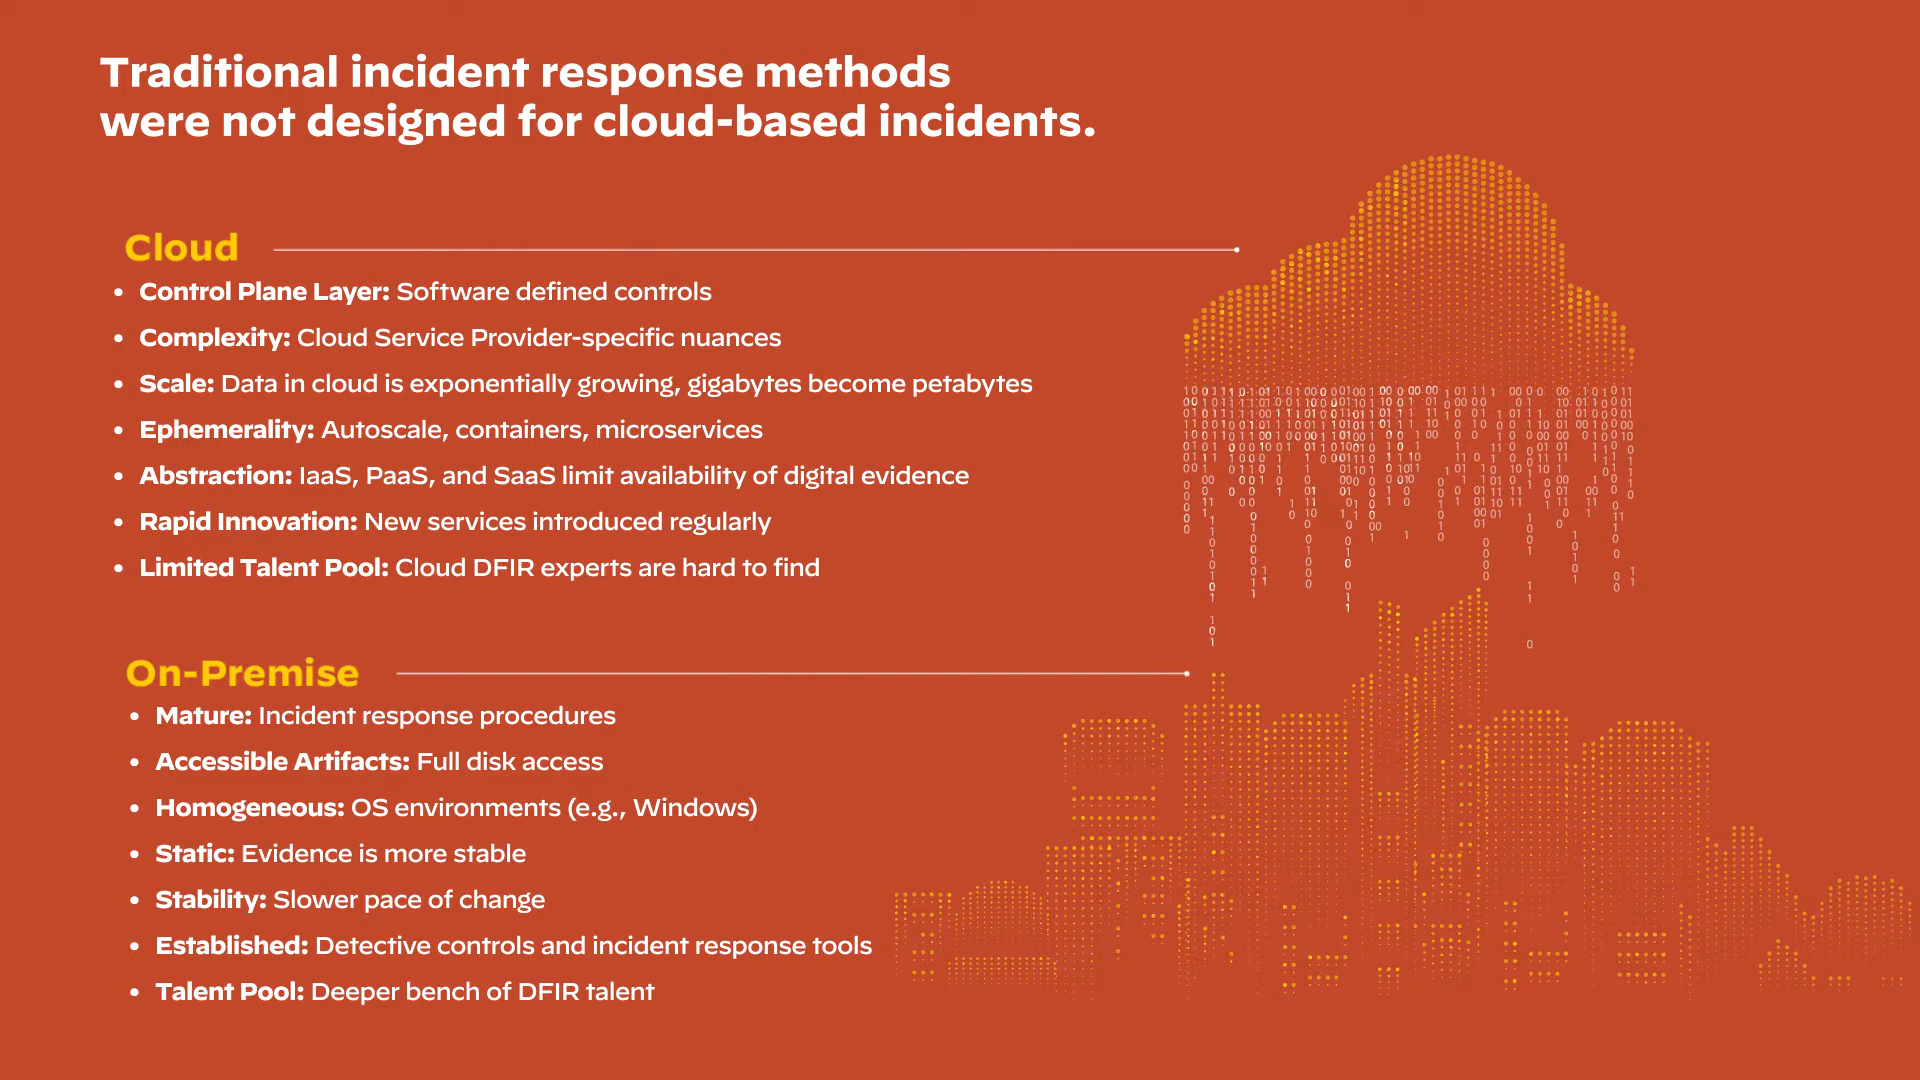 Traditional incident response methods
were not designed for cloud-based incidents.
Cloud
• Control Plane Layer: Software defined controls
• Complexity: Cloud Service Provider-specific nuances
• Scale: Data in cloud is exponentially growing, gigabytes become petabytes
• Ephemerality: Autoscale, containers, microservices
• Abstraction: IaaS, PaaS, and SaaS limit availability of digital evidence
• Rapid Innovation: New services introduced regularly
• Limited Talent Pool: Cloud DFIR experts are hard to find
On-Premise
• Mature: Incident response procedures
• Accessible Artifacts: Full disk access
• Homogeneous: OS environments (e.g., Windows)
• Static: Evidence is more stable
• Stability: Slower pace of change
• Established: Detective controls and incident response tools
• Talent Pool: Deeper bench of DFIR talent